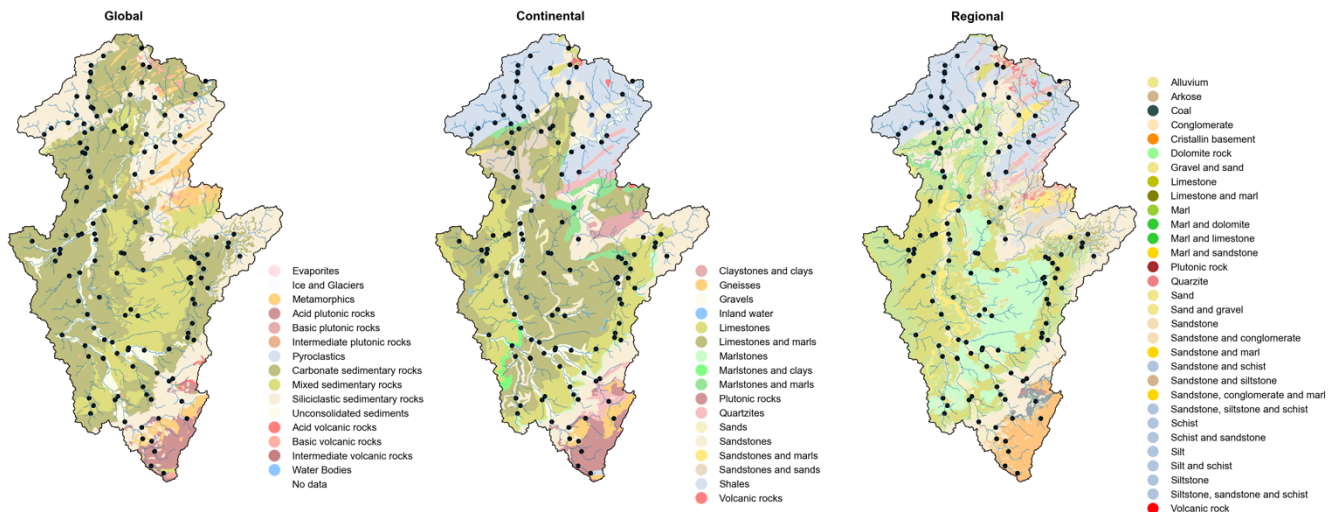 Global
Continental
Regional
Evaporites
Ice and Glaciers
Metamorphics
Acid plutonic rocks
Basic plutonic rocks
Intermediate plutonic rocks
Pyroclastics
Carbonate sedimentary rocks
Mixed sedimentary rocks
Siliciclastic sedimentary rocks
Unconsolidated sediments
Acid volcanic rocks
Basic volcanic rocks
Intermediate volcanic rocks
Water Bodies
No data
Claystones and clays
Gneisses
Gravels
Inland water
Limestones
Limestones and marls
Marlstones
Marlstones and clays
Marlstones and marls
Plutonic rocks
Quartzites
Sands
Sandstones
Sandstones and marls
Sandstones and sands
Shales
Volcanic rocks
Alluvium
Arkose
Coal
Conglomerate
Cristallin basement
Dolomite rock
Gravel and sand
Limestone
Limestone and marl
Marl
Marl and dolomite
Marl and limestone
Marl and sandstone
Plutonic rock
Quarzite
Sand
Sand and gravel
Sandstone
Sandstone and conglomerate
Sandstone and marl
Sandstone and schist
Sandstone and siltstone
Sandstone, conglomerate and marl
Sandstone, siltstone and schist
Schist
Schist and sandstone
Silt
Silt and schist
Siltstone
Siltstone, sandstone and schist
Volcanic rock